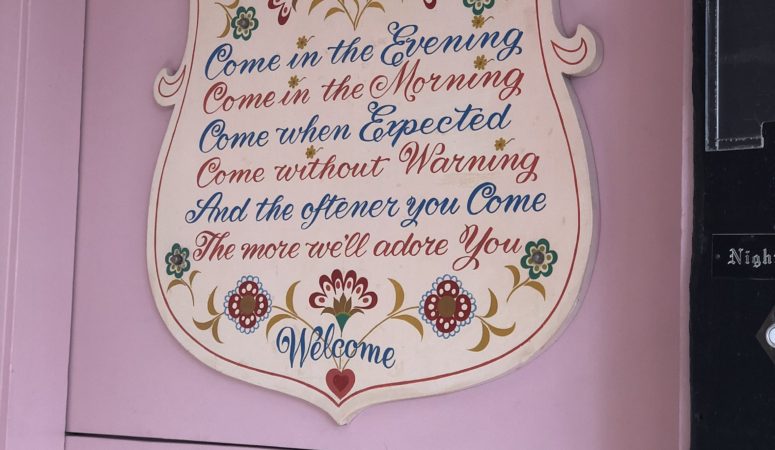 Come in the Evening
Come in the Morning
Come when Expected
Come without Warning
And the oftener you Come
The more we'll adore You
Welcome
Nigh